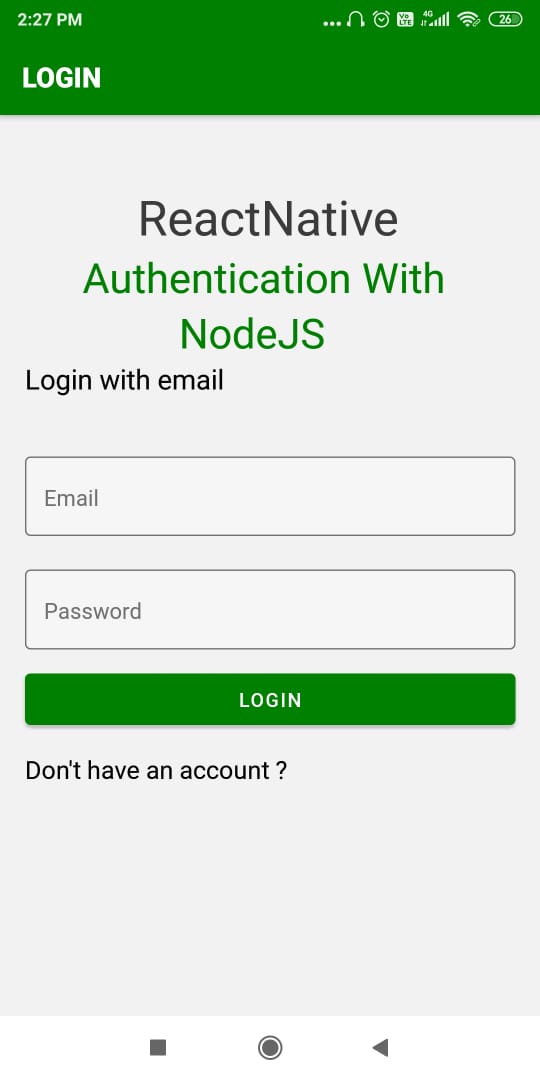 2:27 PM
Vo LTE
4G
26
LOGIN
ReactNative
Authentication With
NodeJS
Login with email
Email
Password
LOGIN
Don't have an account ?